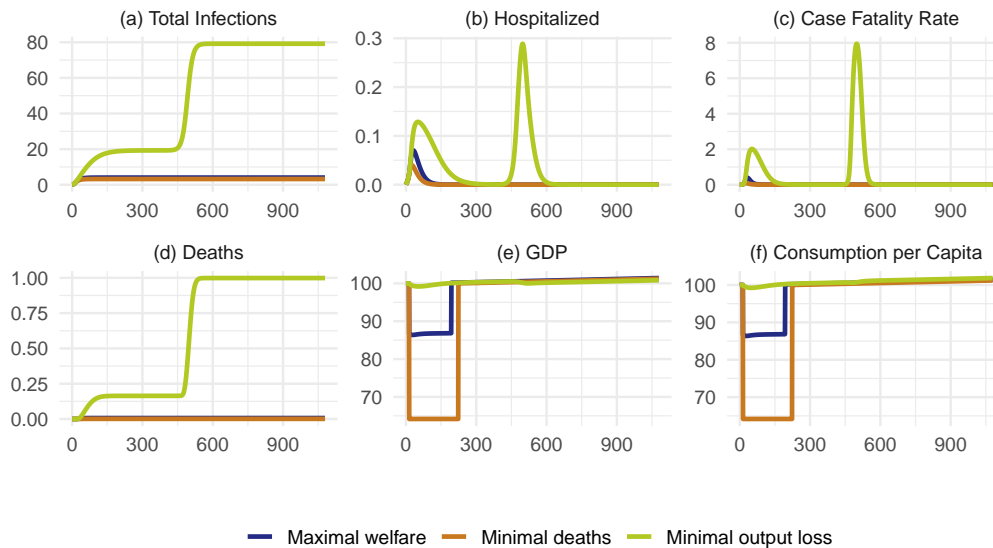 (a) Total Infections (b) Hospitalized (c) Case Fatality Rate
80 0.3 8
60 6
0.2
40 4
0.1
20 2
0 0.0 0
0 300 600 900 0 300 600 900 0 300 600 900
(d) Deaths (e) GDP (f) Consumption per Capita
1.00 100 100
0.75 90 90
0.50
80 80
0.25
70 70
0.00
0 300 600 900 0 300 600 900 0 300 600 900
Maximal welfare Minimal deaths Minimal output loss